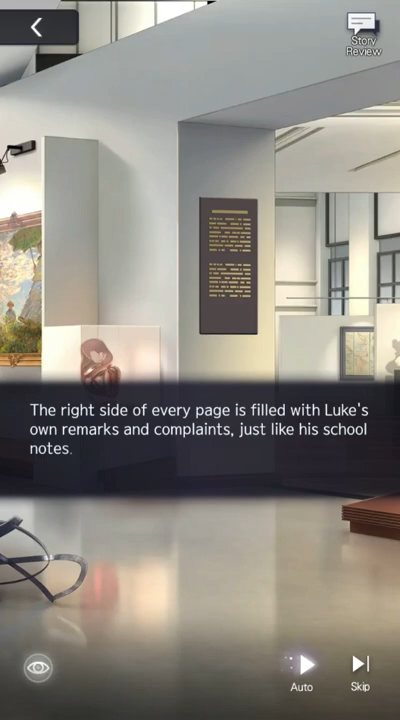 Story
Review
The right side of every page is filled with Luke's
own remarks and complaints, just like his school
notes.
Auto
Skip